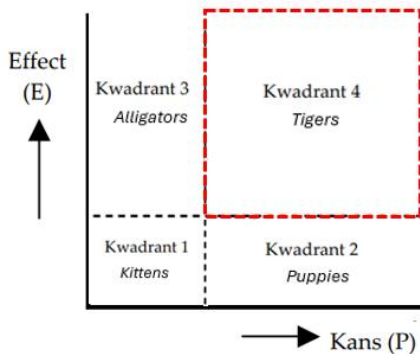 Effect
(E)
Kwadrant 3
Alligators
Kwadrant 4
Tigers
Kwadrant 1
Kittens
Kwadrant 2
Puppies
Kans (P)